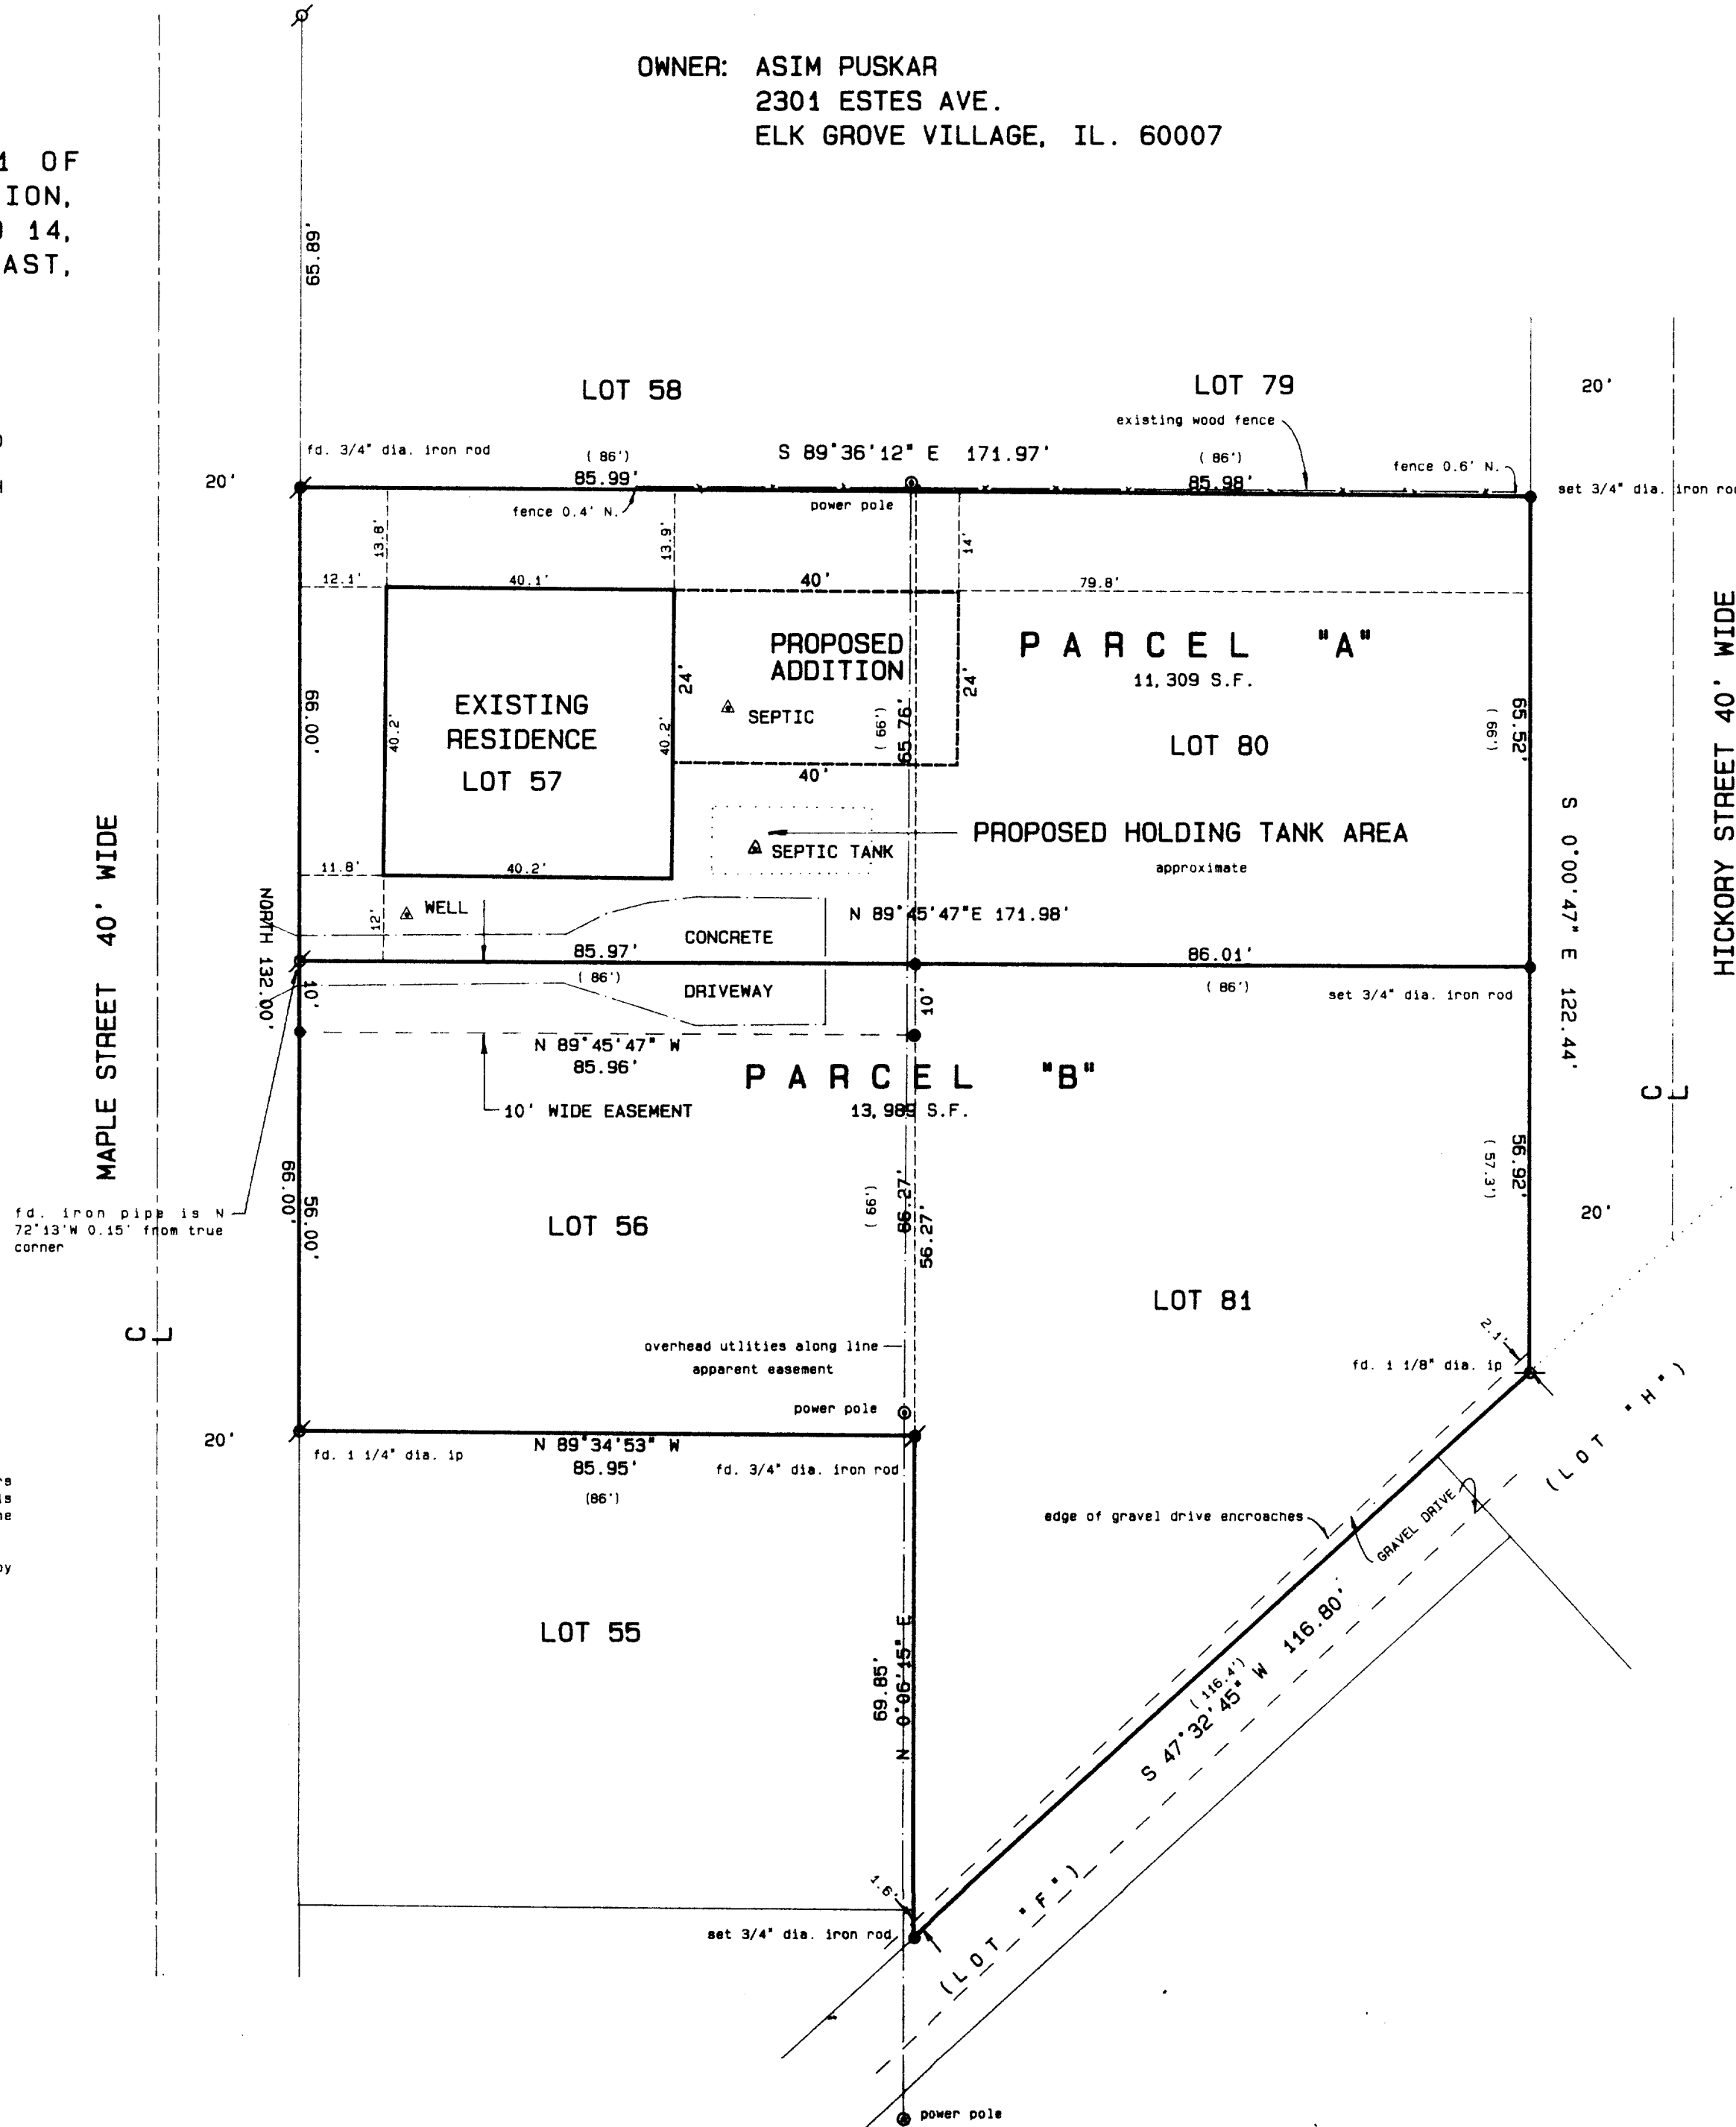 OWNER: ASIM PUSKAR
2301 ESTES AVE.
ELK GROVE VILLAGE, IL. 60007
1 OF
ION,
14,
AST,
65.89'
LOT 58
LOT 79
20'
existing wood fence
fd. 3/4" dia. iron rod
( 86')
S 89°36'12" E 171.97'
( 86')
fence 0.6' N.
20'
85.99'
85.98'
set 3/4" dia. iron rod
fence 0.4' N.
power pole
13.8'
13.9'
14'
12.1'
40.1'
40'
79.8'
PROPOSED
ADDITION
PARCEL "A"
11,309 S.F.
24'
24'
EXISTING
RESIDENCE
LOT 57
SEPTIC
66.00'
40.2'
40.2'
( 66')
65.76'
LOT 80
65.52'
( 66')
40'
HICKORY STREET 40' WIDE
MAPLE STREET 40' WIDE
SEPTIC TANK
PROPOSED HOLDING TANK AREA
approximate
S 0°00'47" E 122.44'
11.8'
40.2'
NORTH 132.00'
12'
WELL
N 89°45'47"E 171.98'
CONCRETE
85.97'
86.01'
( 86')
( 86')
10'
DRIVEWAY
10'
set 3/4" dia. iron rod
N 89°45'47" W
85.96'
PARCEL "B"
13,989 S.F.
10' WIDE EASEMENT
CL
66.00'
56.00'
( 66')
66.27'
56.27'
56.92'
( 57.3')
fd. iron pipe is N
72°13'W 0.15' from true
corner
LOT 56
20'
LOT 81
CL
overhead utlities along line
apparent easement
2.1'
fd. 1 1/8" dia. ip
power pole
20'
fd. 1 1/4" dia. ip
N 89°34'53" W
85.95'
(86')
fd. 3/4" dia. iron rod
(LOT "H")
edge of gravel drive encroaches
GRAVEL DRIVE
LOT 55
69.85'
N 0°06'15" E
( 116.4')
S 47°32'45" W 116.80'
1.6'
set 3/4" dia. iron rod
(LOT "F")
power pole